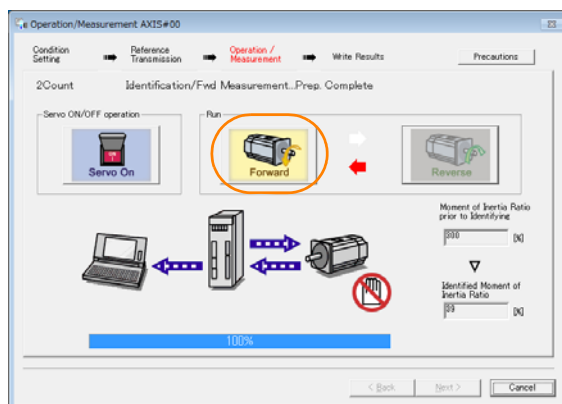 Operation/Measurement AXIS#00
Condition Setting
Reference Transmission
Operation / Measurement
Write Results
Precautions
2Count Identification/Fwd Measurement...Prep. Complete
Servo ON/OFF operation
Run
Servo On
Forward
Reverse
Moment of Inertia Ratio
prior to Identifying
300 [%]
Identified Moment of
Inertia Ratio
39 [%]
100%
< Back
Next >
Cancel